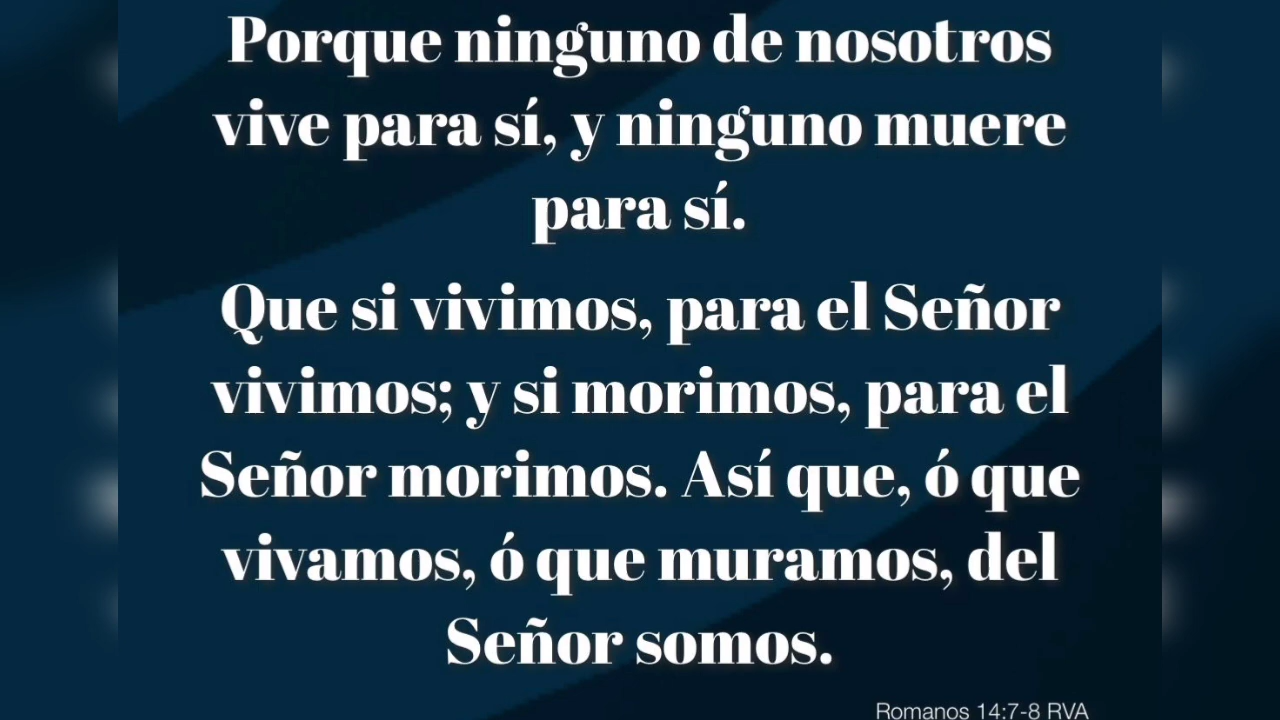 Porque ninguno de nosotros
vive para sí, y ninguno muere
para sí.
Que si vivimos, para el Señor
vivimos; y si morimos, para el
Señor morimos. Así que, ó que
vivamos, ó que muramos, del
Señor somos.
Romanos 14:7-8 RVA